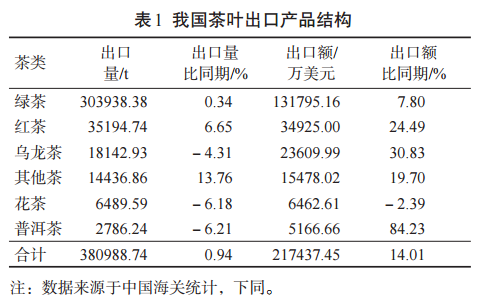 表1 我国茶叶出口产品结构
茶类 出口量/t 出口量比同期/% 出口额/万美元 出口额比同期/%
绿茶 303938.38 0.34 131795.16 7.80
红茶 35194.74 6.65 34925.00 24.49
乌龙茶 18142.93 －4.31 23609.99 30.83
其他茶 14436.86 13.76 15478.02 19.70
花茶 6489.59 －6.18 6462.61 －2.39
普洱茶 2786.24 －6.21 5166.66 84.23
合计 380988.74 0.94 217437.45 14.01
注：数据来源于中国海关统计，下同。